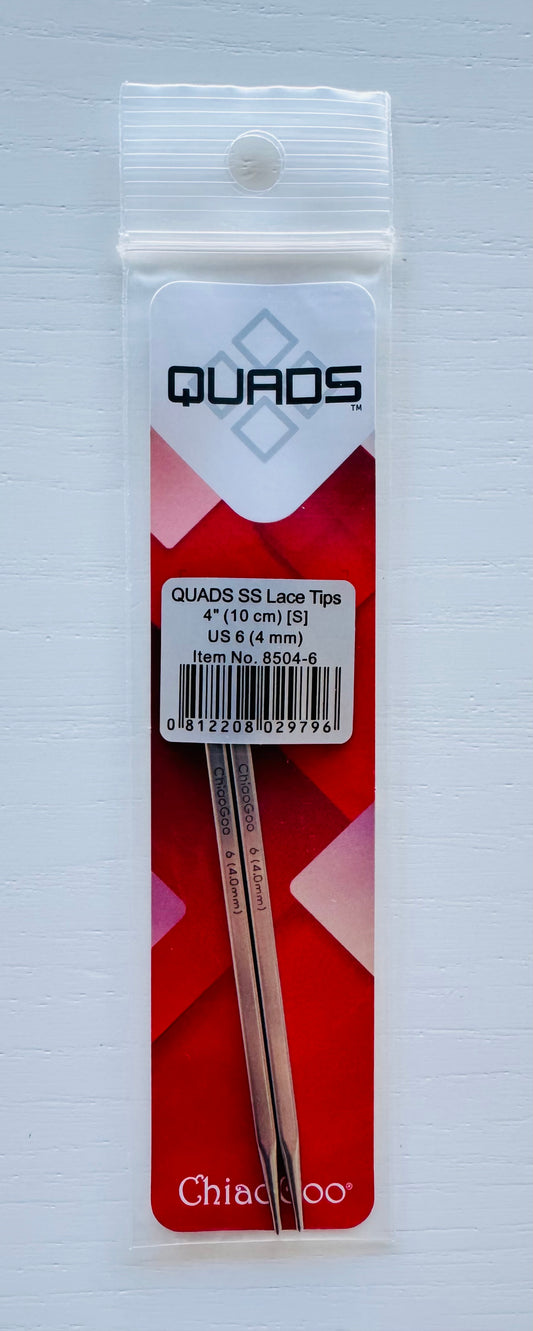 QUADS™
QUADS SS Lace Tips
4" (10 cm) [S]
US 6 (4 mm)
Item No. 8504-6
0 812208 029796
ChiaoGoo 6 (4.0mm)
ChiaoGoo 6 (4.0mm)
ChiaoGoo®